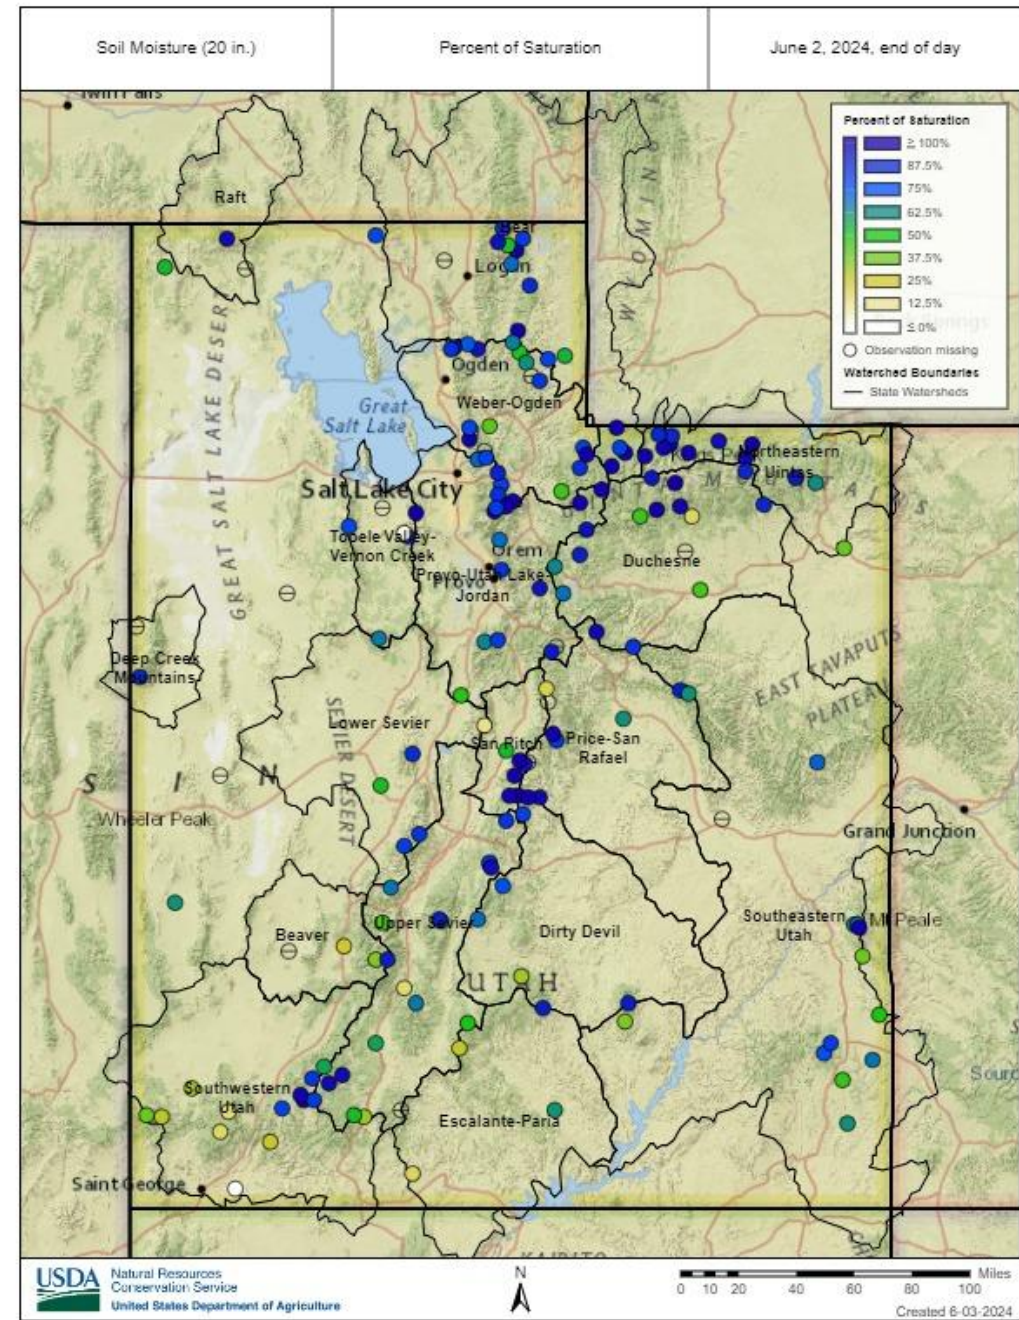 Soil Moisture (20 in.)
Percent of Saturation
June 2, 2024, end of day
Twin Falls
Percent of Saturation
≥ 100%
87.5%
75%
62.5%
50%
37.5%
25%
12.5%
≤ 0%
Observation missing
Watershed Boundaries
State Watersheds
Raft
WYOMING
Bear
Logan
Ogden
Weber-Ogden
Great
Salt Lake
GREAT SALT LAKE DESERT
Northeastern
Uintas
Salt Lake City
Tooele Valley-
Vernon Creek
Orem
Provo
Provo-Utah Lake-
Jordan
Duchesne
Deep Creek
Mountains
EAST TAVAPUTS
PLATEAU
SEVIER DESERT
Lower Sevier
San Pitch
Price-San
Rafael
S I N
Wheeler Peak
Grand Junction
Beaver
Upper Sevier
Dirty Devil
Southeastern
Utah
Mt Peale
UTAH
Southwestern
Utah
Escalante-Paria
Saint George
USDA
Natural Resources
Conservation Service
United States Department of Agriculture
N
Miles
0 10 20 40 60 80 100
Created 6-03-2024